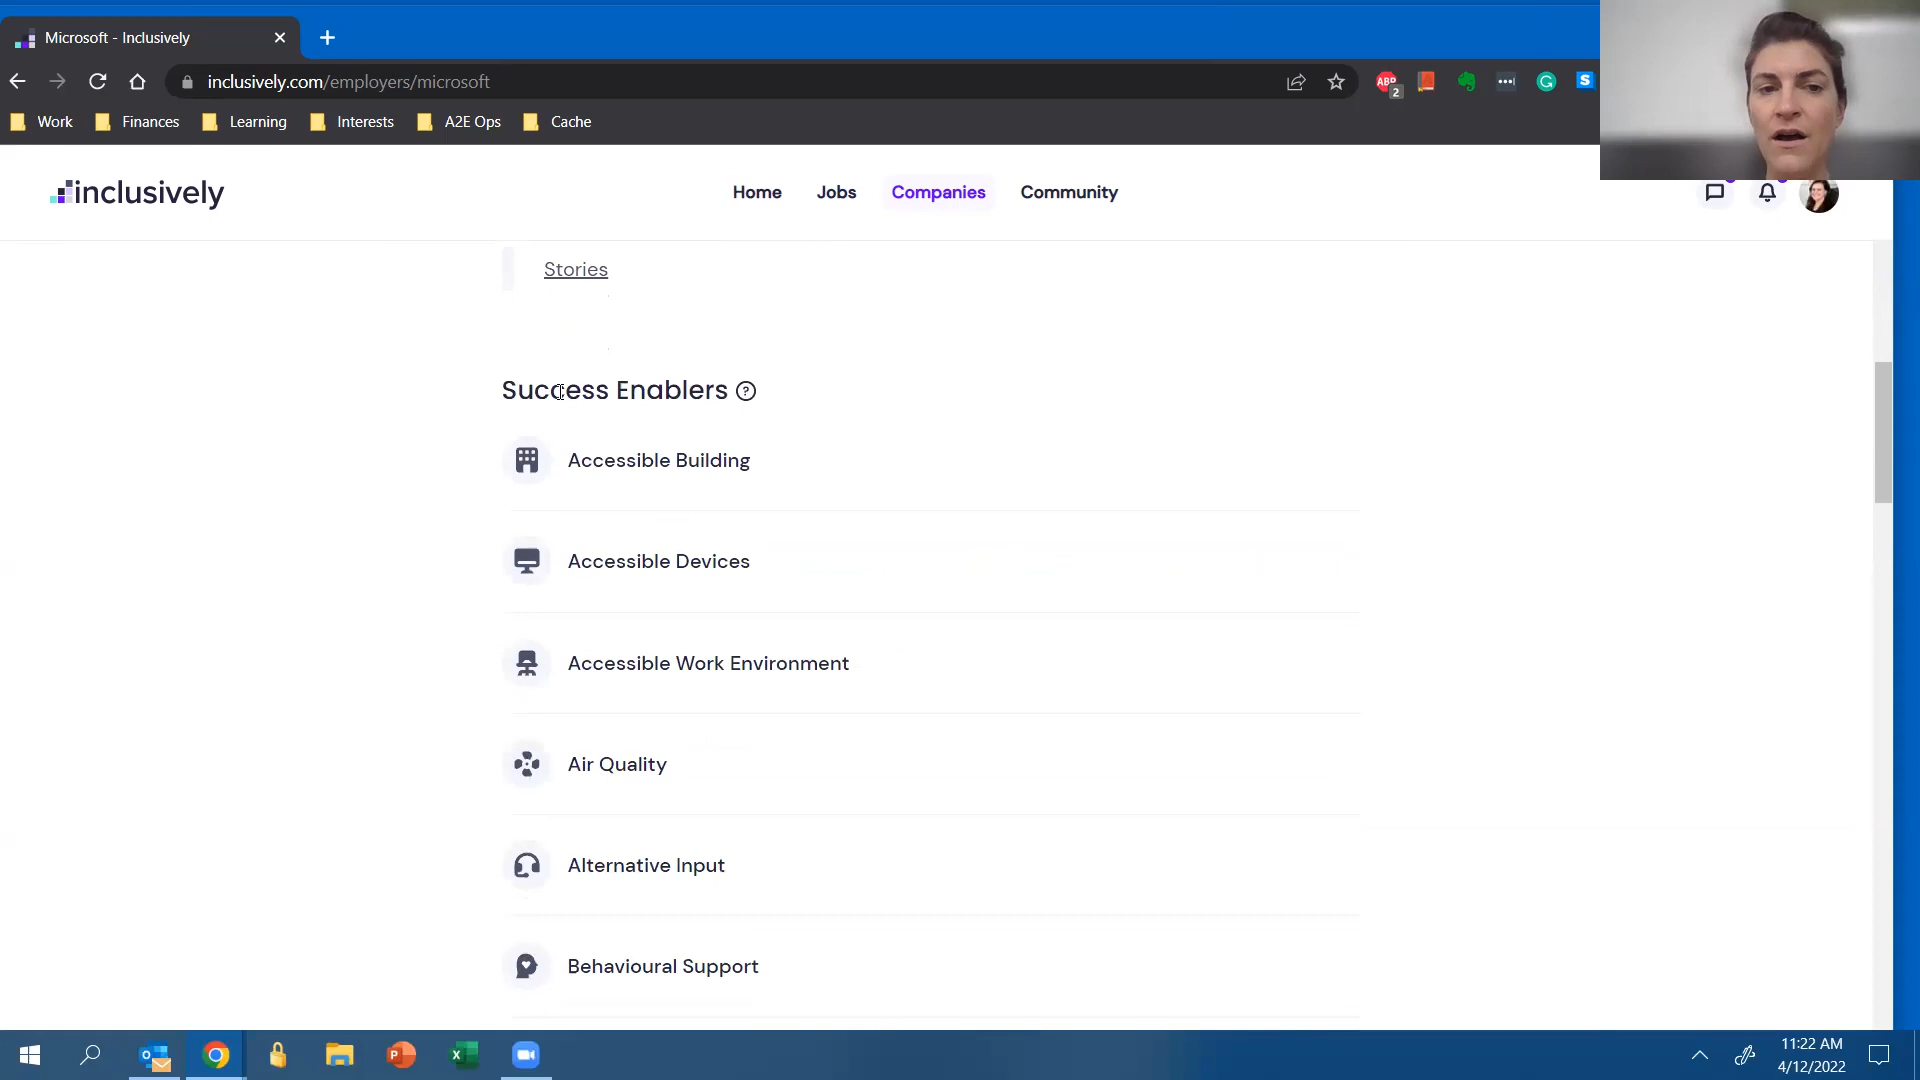 Microsoft - Inclusively
inclusively.com/employers/microsoft
ABP
2
G
S
Work
Finances
Learning
Interests
A2E Ops
Cache
inclusively
Home
Jobs
Companies
Community
Stories
Success Enablers ?
Accessible Building
Accessible Devices
Accessible Work Environment
Air Quality
Alternative Input
Behavioural Support
11:22 AM
4/12/2022